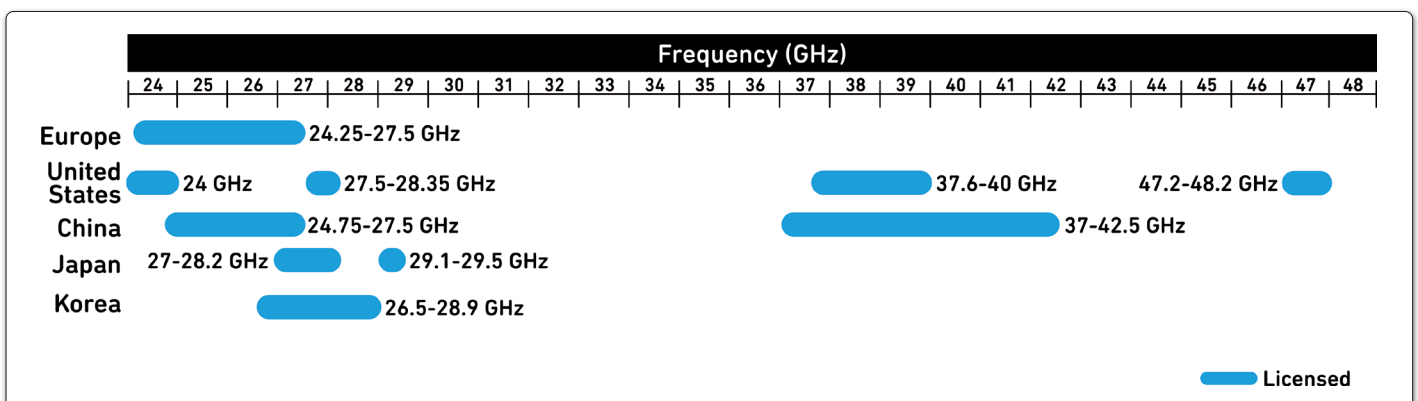 Frequency (GHz)
24 25 26 27 28 29 30 31 32 33 34 35 36 37 38 39 40 41 42 43 44 45 46 47 48
Europe 24.25-27.5 GHz
United
States 24 GHz 27.5-28.35 GHz 37.6-40 GHz 47.2-48.2 GHz
China 24.75-27.5 GHz 37-42.5 GHz
Japan 27-28.2 GHz 29.1-29.5 GHz
Korea 26.5-28.9 GHz
Licensed